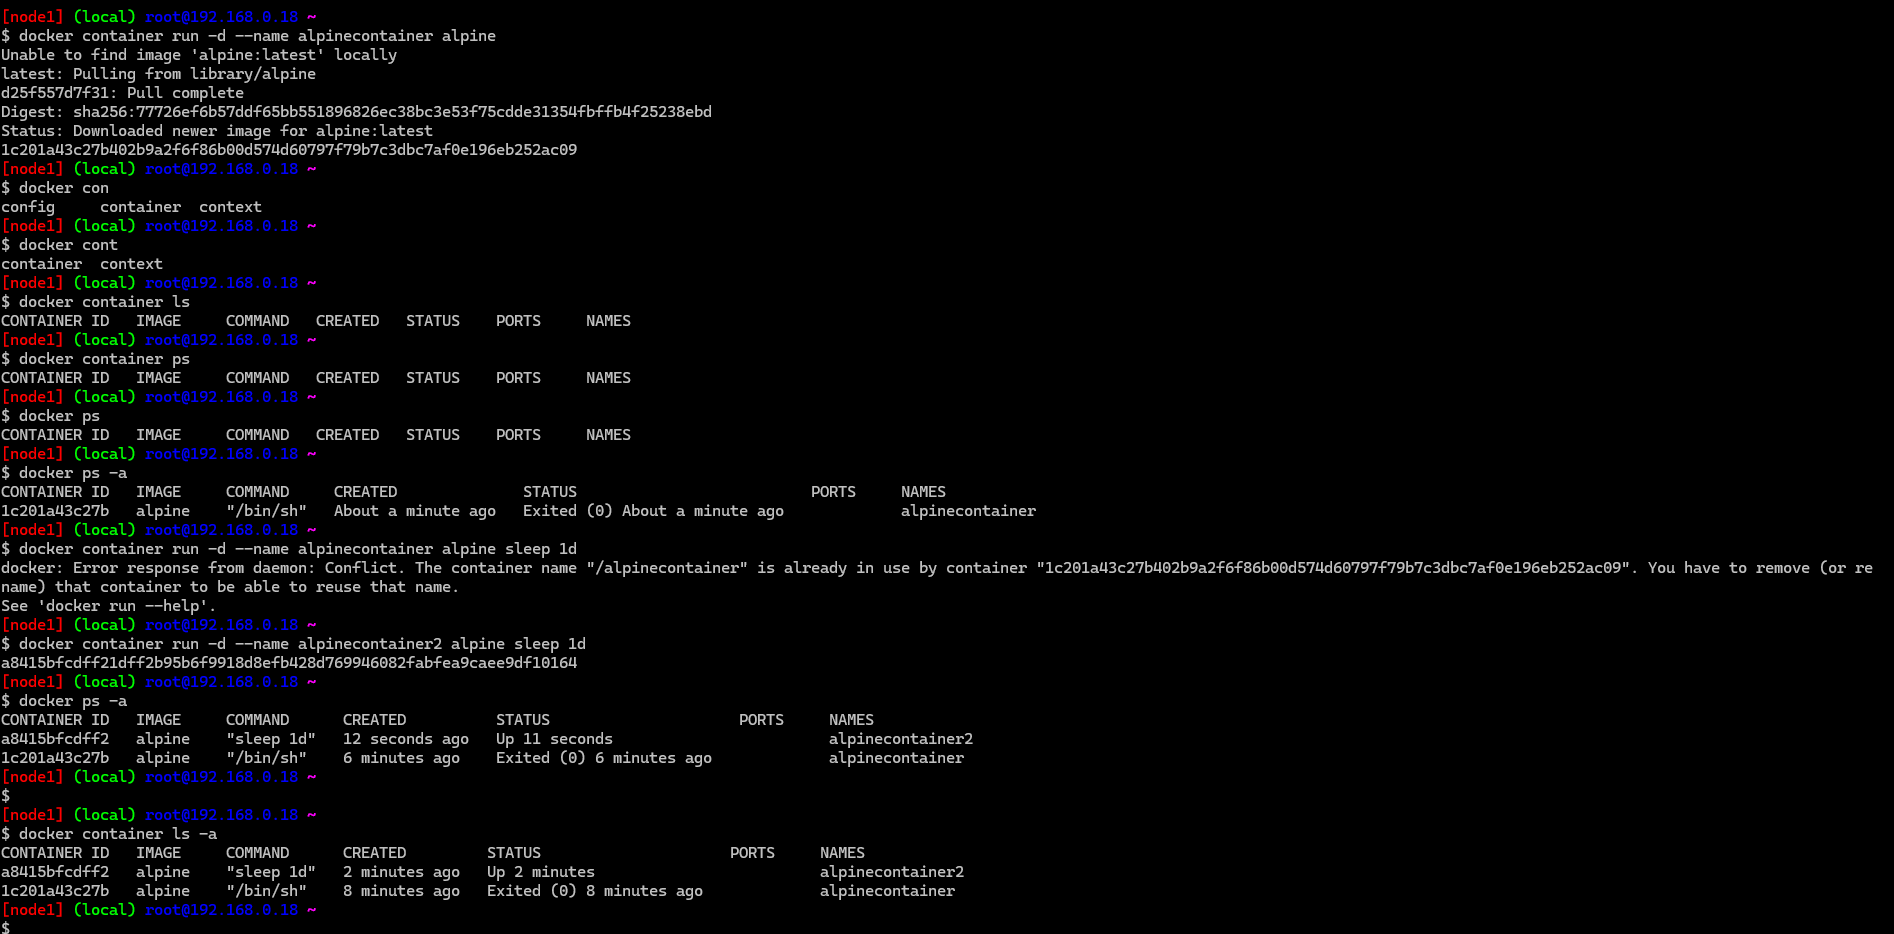 [node1] (local) root@192.168.0.18 ~
$ docker container run -d --name alpinecontainer alpine
Unable to find image 'alpine:latest' locally
latest: Pulling from library/alpine
d25f557d7f31: Pull complete
Digest: sha256:77726ef6b57ddf65bb551896826ec38bc3e53f75cdde31354fbffb4f25238ebd
Status: Downloaded newer image for alpine:latest
1c201a43c27b402b9a2f6f86b00d574d60797f79b7c3dbc7af0e196eb252ac09
[node1] (local) root@192.168.0.18 ~
$ docker con
config     container  context
[node1] (local) root@192.168.0.18 ~
$ docker cont
container  context
[node1] (local) root@192.168.0.18 ~
$ docker container ls
CONTAINER ID   IMAGE     COMMAND   CREATED   STATUS    PORTS     NAMES
[node1] (local) root@192.168.0.18 ~
$ docker container ps
CONTAINER ID   IMAGE     COMMAND   CREATED   STATUS    PORTS     NAMES
[node1] (local) root@192.168.0.18 ~
$ docker ps
CONTAINER ID   IMAGE     COMMAND   CREATED   STATUS    PORTS     NAMES
[node1] (local) root@192.168.0.18 ~
$ docker ps -a
CONTAINER ID   IMAGE     COMMAND     CREATED              STATUS                          PORTS     NAMES
1c201a43c27b   alpine    "/bin/sh"   About a minute ago   Exited (0) About a minute ago             alpinecontainer
[node1] (local) root@192.168.0.18 ~
$ docker container run -d --name alpinecontainer alpine sleep 1d
docker: Error response from daemon: Conflict. The container name "/alpinecontainer" is already in use by container "1c201a43c27b402b9a2f6f86b00d574d60797f79b7c3dbc7af0e196eb252ac09". You have to remove (or re
name) that container to be able to reuse that name.
See 'docker run --help'.
[node1] (local) root@192.168.0.18 ~
$ docker container run -d --name alpinecontainer2 alpine sleep 1d
a8415bfcdff21dff2b95b6f9918d8efb428d769946082fabfea9caee9df10164
[node1] (local) root@192.168.0.18 ~
$ docker ps -a
CONTAINER ID   IMAGE     COMMAND      CREATED          STATUS                     PORTS     NAMES
a8415bfcdff2   alpine    "sleep 1d"   12 seconds ago   Up 11 seconds                        alpinecontainer2
1c201a43c27b   alpine    "/bin/sh"    6 minutes ago    Exited (0) 6 minutes ago             alpinecontainer
[node1] (local) root@192.168.0.18 ~
$
[node1] (local) root@192.168.0.18 ~
$ docker container ls -a
CONTAINER ID   IMAGE     COMMAND      CREATED         STATUS                     PORTS     NAMES
a8415bfcdff2   alpine    "sleep 1d"   2 minutes ago   Up 2 minutes                         alpinecontainer2
1c201a43c27b   alpine    "/bin/sh"    8 minutes ago   Exited (0) 8 minutes ago             alpinecontainer
[node1] (local) root@192.168.0.18 ~
$